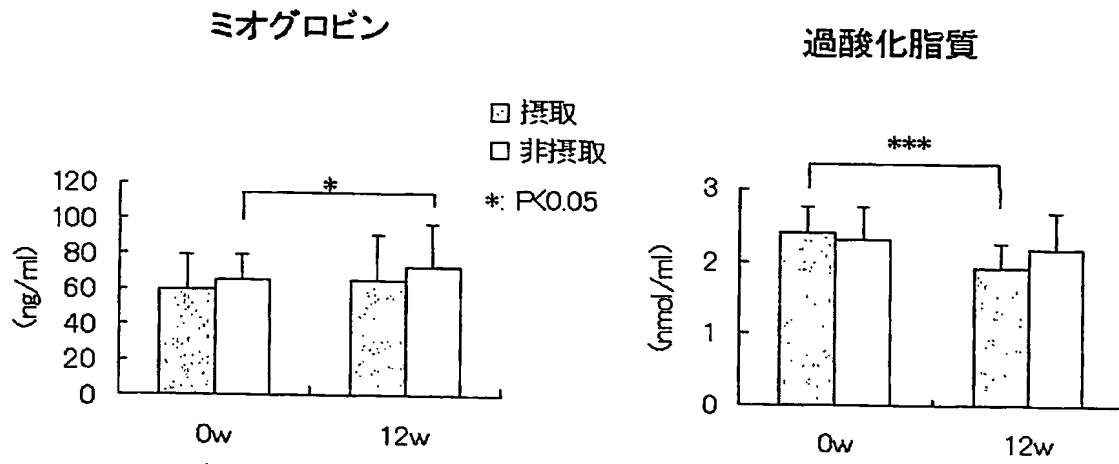 ミオグロビン
摂取
非摂取
*: P<0.05
*
120
100
80
60
40
20
0
(ng/ml)
0w
12w
過酸化脂質
***
3
2
1
0
(nmol/ml)
0w
12w